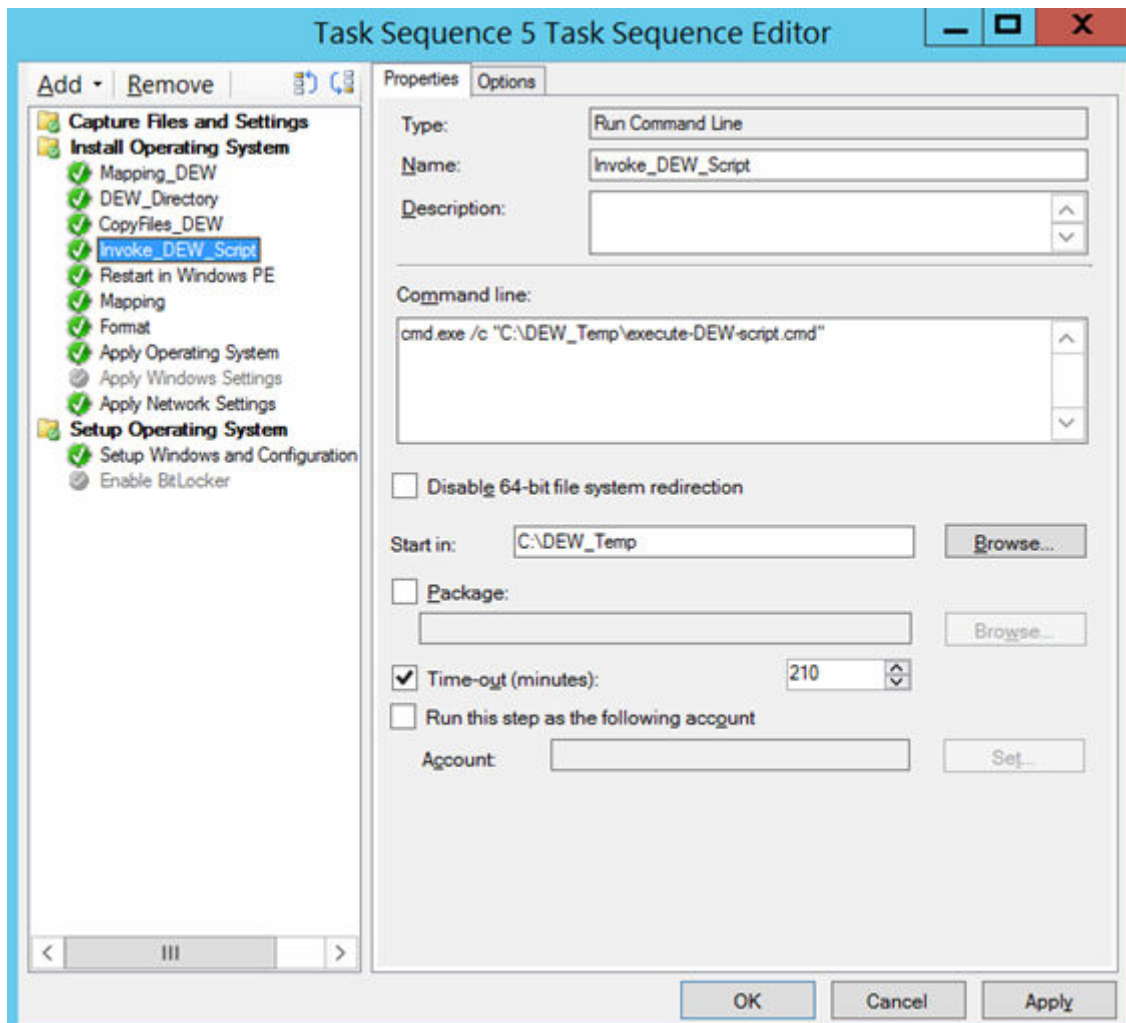 Task Sequence 5 Task Sequence Editor
Add
Remove
Capture Files and Settings
Install Operating System
Mapping_DEW
DEW_Directory
CopyFiles_DEW
Invoke_DEW_Script
Restart in Windows PE
Mapping
Format
Apply Operating System
Apply Windows Settings
Apply Network Settings
Setup Operating System
Setup Windows and Configuration
Enable BitLocker
Properties
Options
Type:
Run Command Line
Name:
Invoke_DEW_Script
Description:
Command line:
cmd.exe /c "C:\DEW_Temp\execute-DEW-script.cmd"
Disable 64-bit file system redirection
Start in:
C:\DEW_Temp
Browse...
Package:
Browse...
Time-out (minutes):
210
Run this step as the following account
Account:
Set...
OK
Cancel
Apply